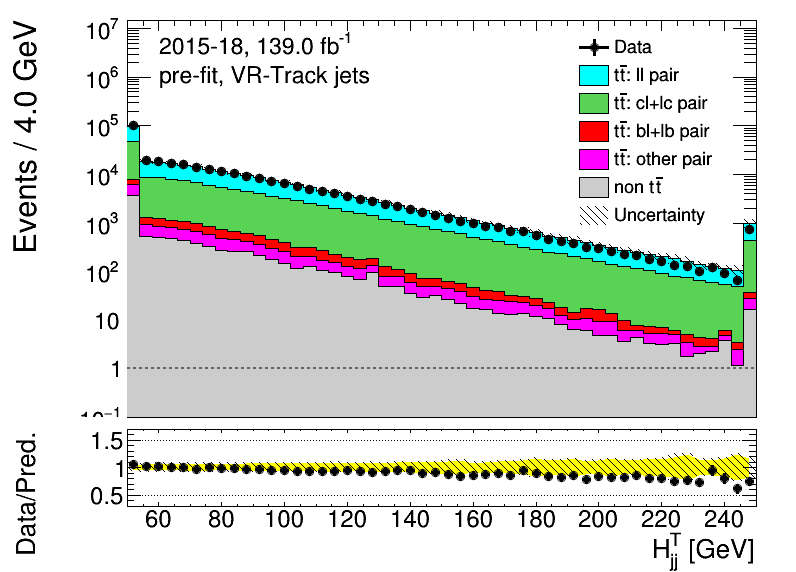 Events / 4.0 GeV
10⁷
10⁶
10⁵
10⁴
10³
10²
10
1
10⁻¹
2015-18, 139.0 fb⁻¹
pre-fit, VR-Track jets
Data
tt̄: ll pair
tt̄: cl+lc pair
tt̄: bl+lb pair
tt̄: other pair
non tt̄
Uncertainty
Data/Pred.
1.5
1
0.5
60 80 100 120 140 160 180 200 220 240
H^T_jj [GeV]